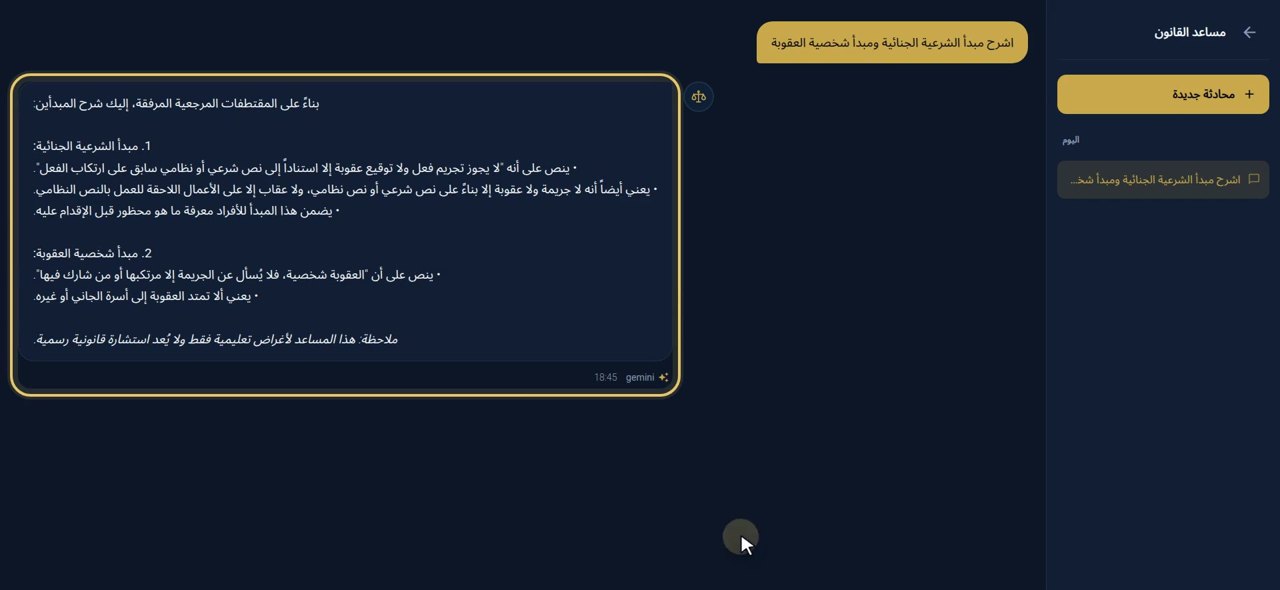 مساعد القانون
+ محادثة جديدة
اليوم
اشرح مبدأ الشرعية الجنائية ومبدأ شخـ...
اشرح مبدأ الشرعية الجنائية ومبدأ شخصية العقوبة
بناءً على المقتطفات المرجعية المرفقة، إليك شرح المبدأين:
1. مبدأ الشرعية الجنائية:
• ينص على أنه "لا يجوز تجريم فعل ولا توقيع عقوبة إلا استناداً إلى نص شرعي أو نظامي سابق على ارتكاب الفعل".
• يعني أيضاً أنه لا جريمة ولا عقوبة إلا بناءً على نص شرعي أو نص نظامي، ولا عقاب إلا على الأعمال اللاحقة للعمل بالنص النظامي.
• يضمن هذا المبدأ للأفراد معرفة ما هو محظور قبل الإقدام عليه.
2. مبدأ شخصية العقوبة:
• ينص على أن "العقوبة شخصية، فلا يُسأل عن الجريمة إلا مرتكبها أو من شارك فيها".
• يعني ألا تمتد العقوبة إلى أسرة الجاني أو غيره.
ملاحظة: هذا المساعد لأغراض تعليمية فقط ولا يُعد استشارة قانونية رسمية.
gemini 18:45